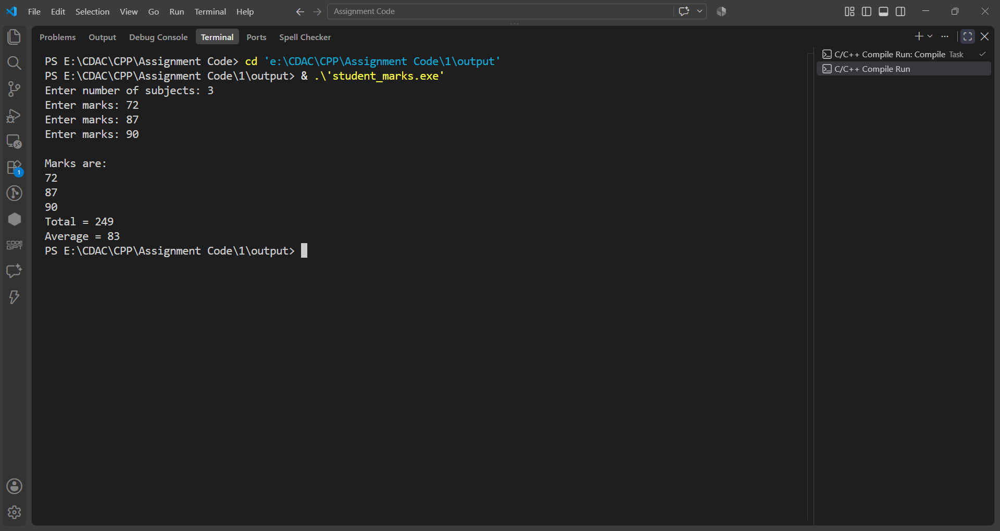 File Edit Selection View Go Run Terminal Help
Assignment Code
Problems Output Debug Console Terminal Ports Spell Checker
PS E:\CDAC\CPP\Assignment Code> cd 'e:\CDAC\CPP\Assignment Code\1\output'
PS E:\CDAC\CPP\Assignment Code\1\output> & .\'student_marks.exe'
Enter number of subjects: 3
Enter marks: 72
Enter marks: 87
Enter marks: 90
Marks are:
72
87
90
Total = 249
Average = 83
PS E:\CDAC\CPP\Assignment Code\1\output>
C/C++ Compile Run: Compile Task
C/C++ Compile Run
1
CODE
GPT